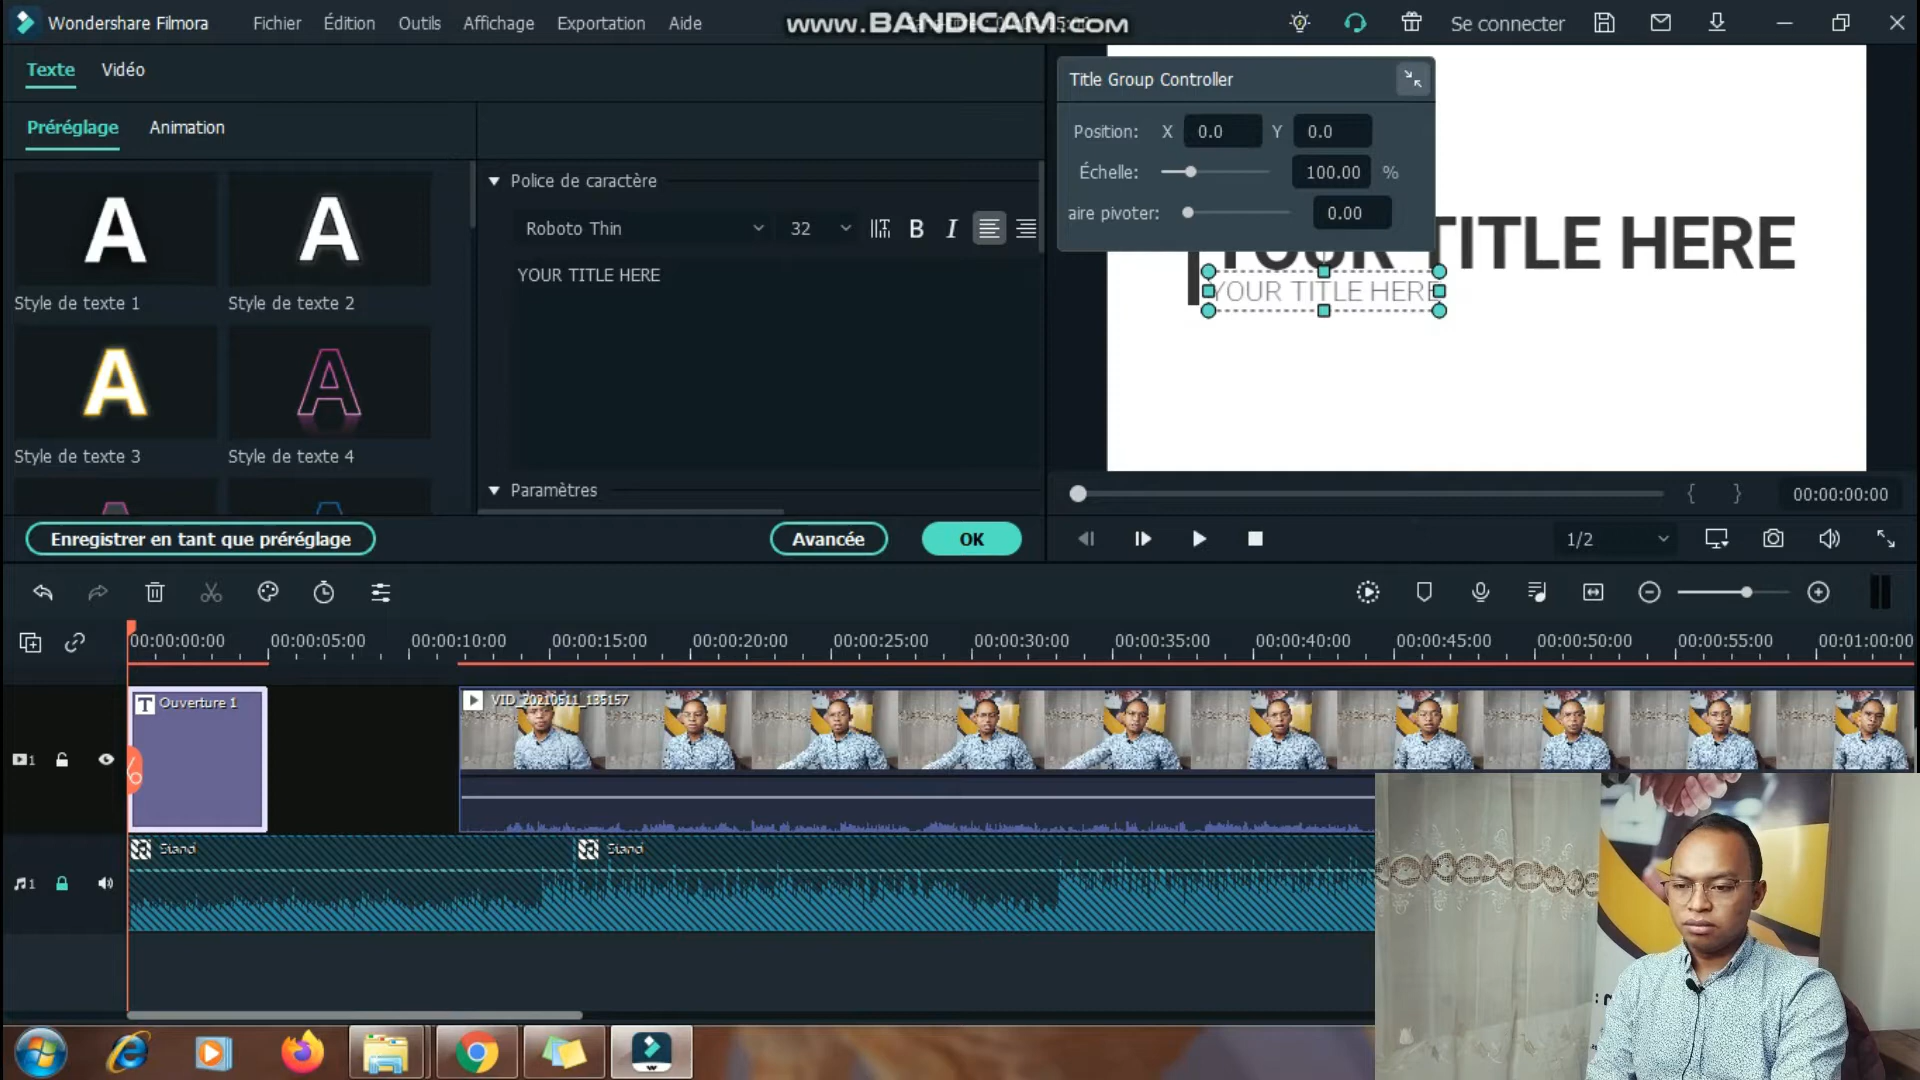 Wondershare Filmora
Fichier
Édition
Outils
Affichage
Exportation
Aide
www.BANDICAM.com
Se connecter
Texte
Vidéo
Préréglage
Animation
Style de texte 1
Style de texte 2
Style de texte 3
Style de texte 4
Police de caractère
Roboto Thin
32
B
I
YOUR TITLE HERE
Paramètres
Enregistrer en tant que préréglage
Avancée
OK
Title Group Controller
Position: X 0.0 Y 0.0
Échelle: 100.00 %
aire pivoter: 0.00
YOUR TITLE HERE
YOUR TITLE HERE
{ }
00:00:00:00
1/2
00:00:00:00
00:00:05:00
00:00:10:00
00:00:15:00
00:00:20:00
00:00:25:00
00:00:30:00
00:00:35:00
00:00:40:00
00:00:45:00
00:00:50:00
00:00:55:00
00:01:00:00
Ouverture 1
VID_20210511_135157
1
Stand
Stand
1